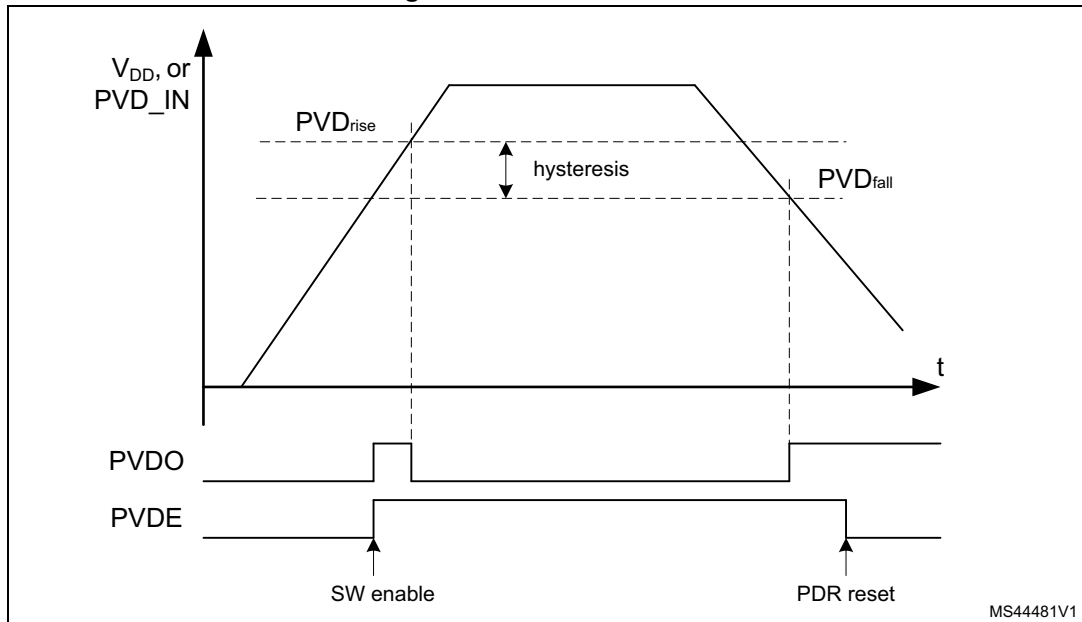 V_DD, or
PVD_IN
PVDrise
hysteresis
PVDfall
t
PVDO
PVDE
SW enable
PDR reset
MS44481V1